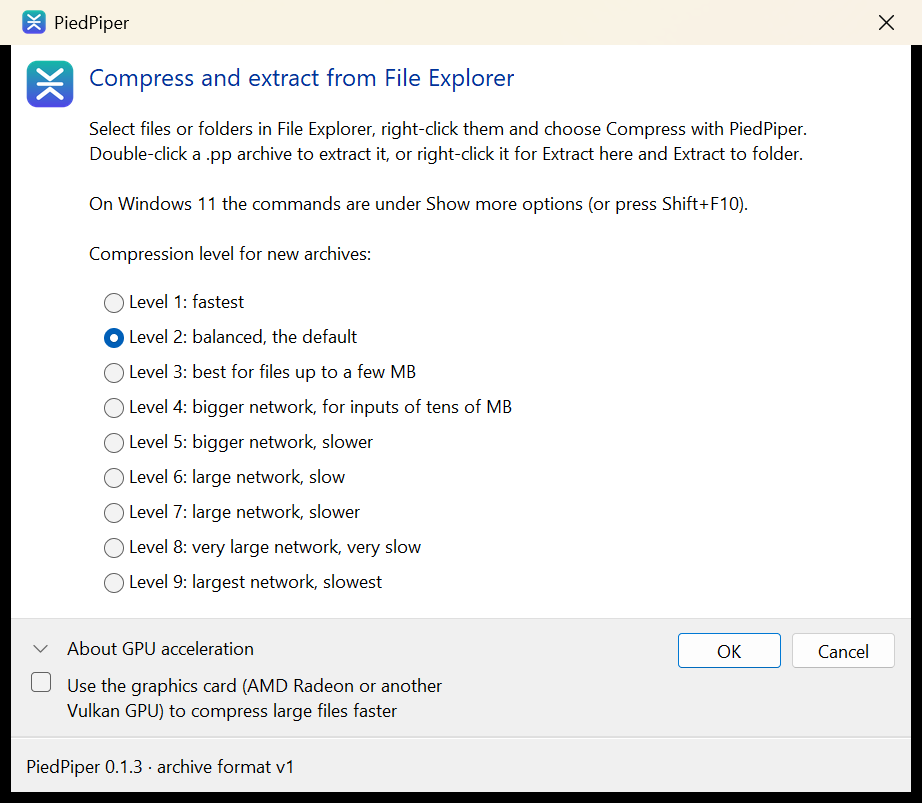 PiedPiper
Compress and extract from File Explorer
Select files or folders in File Explorer, right-click them and choose Compress with PiedPiper.
Double-click a .pp archive to extract it, or right-click it for Extract here and Extract to folder.
On Windows 11 the commands are under Show more options (or press Shift+F10).
Compression level for new archives:
Level 1: fastest
Level 2: balanced, the default
Level 3: best for files up to a few MB
Level 4: bigger network, for inputs of tens of MB
Level 5: bigger network, slower
Level 6: large network, slow
Level 7: large network, slower
Level 8: very large network, very slow
Level 9: largest network, slowest
About GPU acceleration
OK
Cancel
Use the graphics card (AMD Radeon or another
Vulkan GPU) to compress large files faster
PiedPiper 0.1.3 · archive format v1